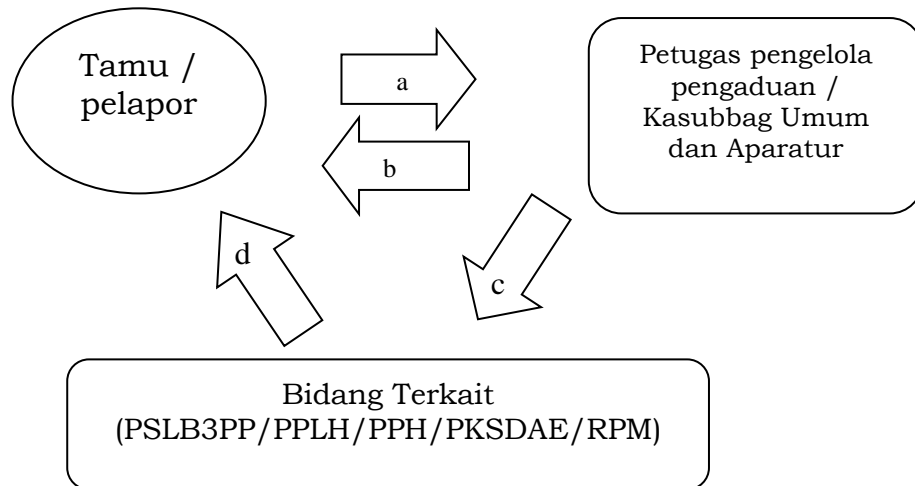 Tamu /
pelapor
a
Petugas pengelola
pengaduan /
Kasubbag Umum
dan Aparatur
b
d
c
Bidang Terkait
(PSLB3PP/PPLH/PPH/PKSDAE/RPM)